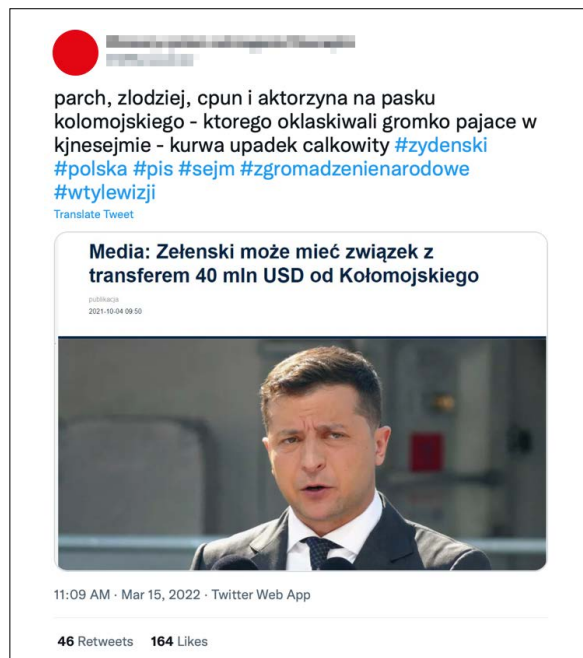 parch, zlodziej, cpun i aktorzyna na pasku
kolomojskiego - ktorego oklaskiwali gromko pajace w
kjnesejmie - kurwa upadek calkowity #zydenski
#polska #pis #sejm #zgromadzenienarodowe
#wtylewizji
Translate Tweet
Media: Zełenski może mieć związek z
transferem 40 mln USD od Kołomojskiego
publikacja
2021-10-04 09:50
11:09 AM · Mar 15, 2022 · Twitter Web App
46 Retweets 164 Likes